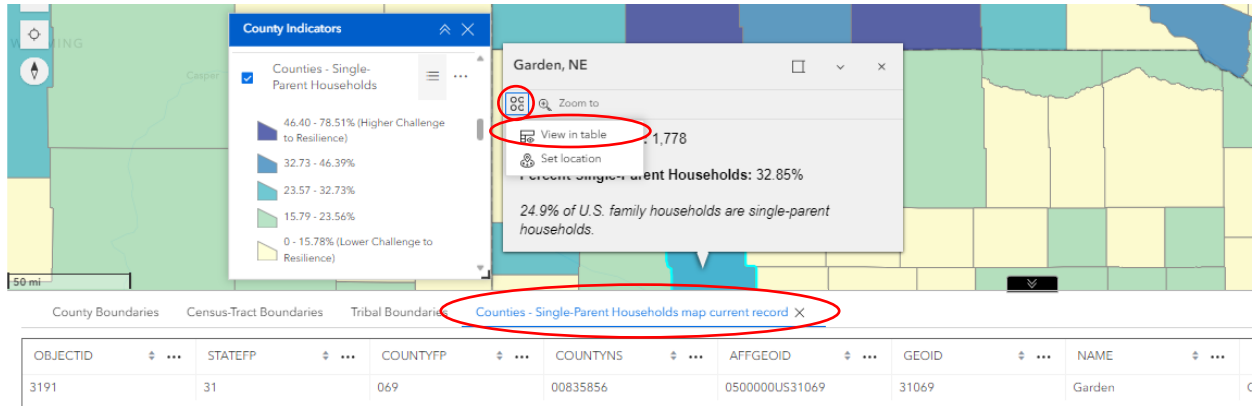 WYOMING
Casper
50 mi
County Indicators
Counties - Single-
Parent Households
46.40 - 78.51% (Higher Challenge
to Resilience)
32.73 - 46.39%
23.57 - 32.73%
15.79 - 23.56%
0 - 15.78% (Lower Challenge to
Resilience)
Garden, NE
Zoom to
View in table
: 1,778
Set location
Percent Single-Parent Households: 32.85%
24.9% of U.S. family households are single-parent
households.
County Boundaries Census-Tract Boundaries Tribal Boundaries Counties - Single-Parent Households map current record
OBJECTID STATEFP COUNTYFP COUNTYNS AFFGEOID GEOID NAME
3191 31 069 00835856 0500000US31069 31069 Garden